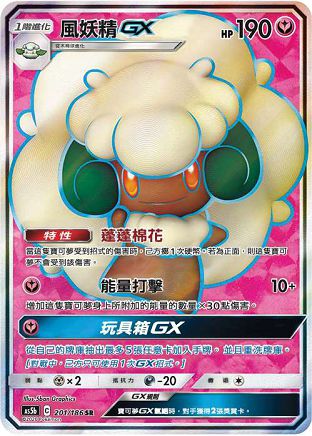 1階進化
風妖精GX
HP 190
從木棉球進化
特性 蓬蓬棉花
當這隻寶可夢受到招式的傷害時，己方擲1次硬幣。若為正面，則這隻寶可夢不會受到該傷害。
能量打擊 10+
增加這隻寶可夢身上所附加的能量的數量×30點傷害。
玩具箱GX
從自己的牌庫抽出最多5張任意卡加入手牌。並且重洗牌庫。
[對戰中，己方只可使用1次GX招式。]
弱點 ×2 抵抗力 -20 撤退
Illus.
as5b C 201/186 SR
GX規則
寶可夢GX氣絕時，對手獲得2張獎賞卡。